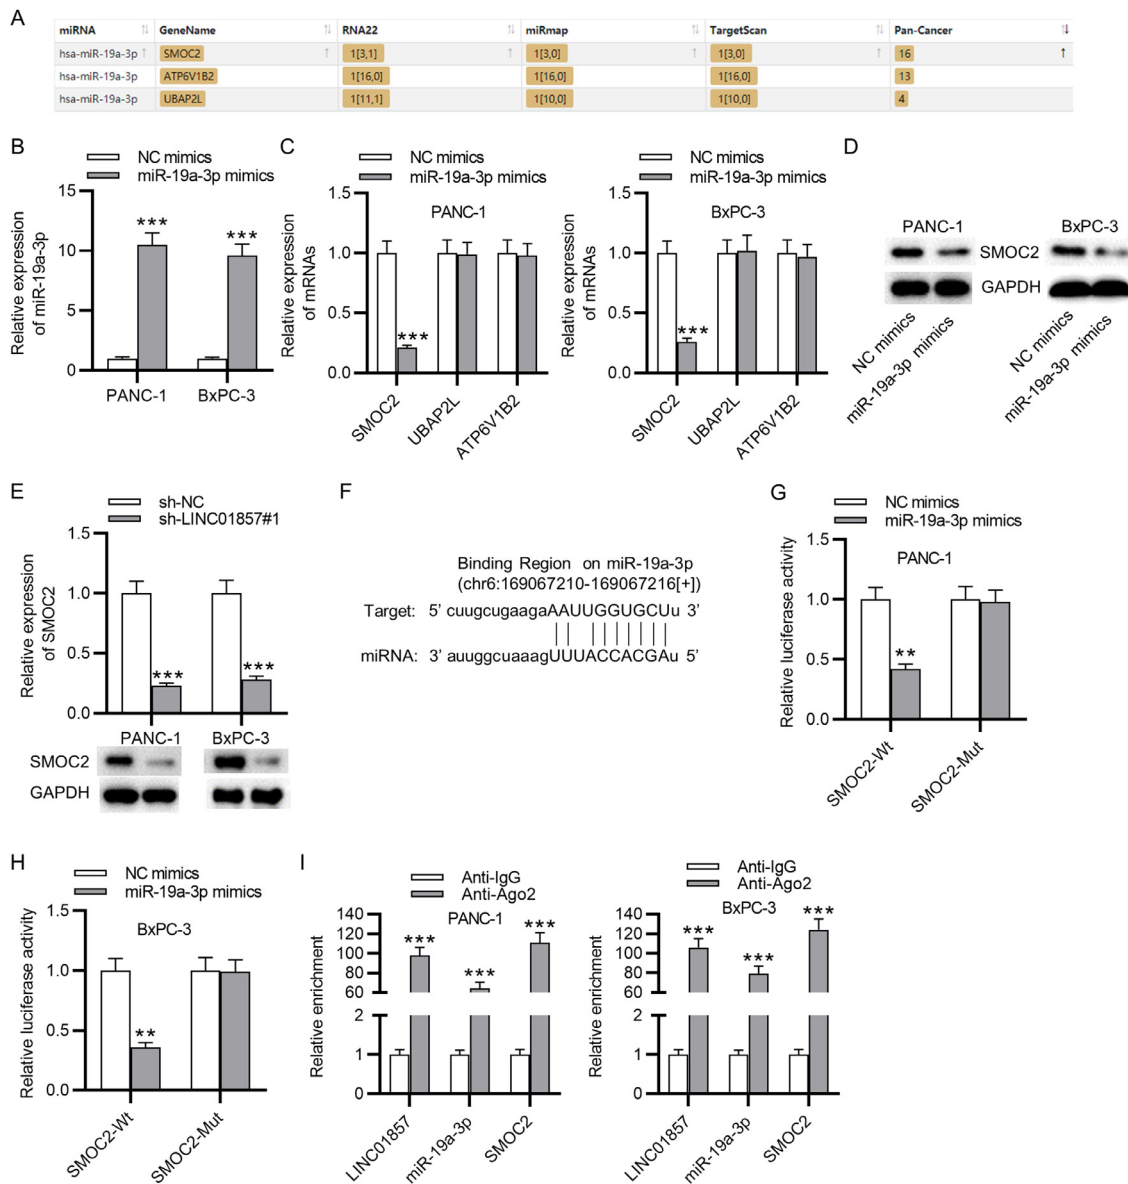 A
miRNA GeneName RNA22 miRmap TargetScan Pan-Cancer
hsa-miR-19a-3p SMOC2 1[3,1] 1[3,0] 1[3,0] 16
hsa-miR-19a-3p ATP6V1B2 1[16,0] 1[16,0] 1[16,0] 13
hsa-miR-19a-3p UBAP2L 1[11,1] 1[10,0] 1[10,0] 4
B
NC mimics
miR-19a-3p mimics
Relative expression
of miR-19a-3p
15
10
5
0
***
***
PANC-1 BxPC-3
C
NC mimics
miR-19a-3p mimics
PANC-1
Relative expression
of mRNAs
1.5
1.0
0.5
0.0
***
SMOC2
UBAP2L
ATP6V1B2
NC mimics
miR-19a-3p mimics
BxPC-3
Relative expression
of mRNAs
1.5
1.0
0.5
0.0
***
SMOC2
UBAP2L
ATP6V1B2
D
PANC-1 BxPC-3
SMOC2
GAPDH
NC mimics
miR-19a-3p mimics
NC mimics
miR-19a-3p mimics
E
sh-NC
sh-LINC01857#1
Relative expression
of SMOC2
1.5
1.0
0.5
0.0
***
***
PANC-1 BxPC-3
SMOC2
GAPDH
F
Binding Region on miR-19a-3p
(chr6:169067210-169067216[+])
Target: 5' cuugcugaagaAAUUGGUGCUu 3'
miRNA: 3' auuggcuaaagUUUACCACGAu 5'
G
NC mimics
miR-19a-3p mimics
PANC-1
Relative luciferase activity
1.5
1.0
0.5
0.0
**
SMOC2-Wt
SMOC2-Mut
H
NC mimics
miR-19a-3p mimics
BxPC-3
Relative luciferase activity
1.5
1.0
0.5
0.0
**
SMOC2-Wt
SMOC2-Mut
I
Anti-IgG
Anti-Ago2
PANC-1
Relative enrichment
140
120
100
80
60
2
1
0
***
***
***
LINC01857
miR-19a-3p
SMOC2
Anti-IgG
Anti-Ago2
BxPC-3
Relative enrichment
140
120
100
80
60
2
1
0
***
***
***
LINC01857
miR-19a-3p
SMOC2